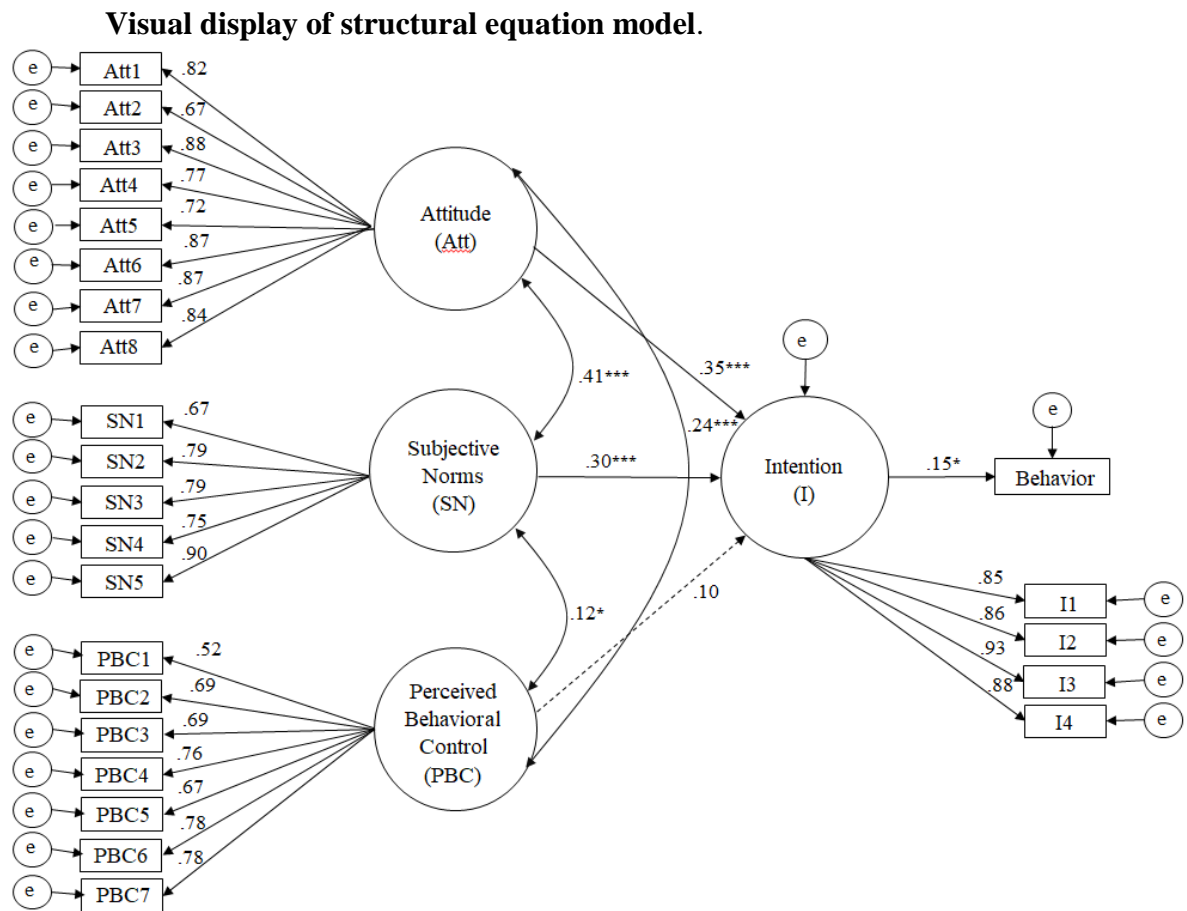 Visual display of structural equation model.
e
Att1
.82
e
Att2
.67
e
Att3
.88
e
Att4
.77
e
Att5
.72
e
Att6
.87
e
Att7
.87
e
Att8
.84
Attitude
(Att)
.41***
.35***
.24***
e
e
SN1
.67
e
SN2
.79
e
SN3
.79
e
SN4
.75
e
SN5
.90
Subjective
Norms
(SN)
.30***
Intention
(I)
.15*
e
Behavior
.12*
.10
e
PBC1
.52
e
PBC2
.69
e
PBC3
.69
e
PBC4
.76
e
PBC5
.67
e
PBC6
.78
e
PBC7
.78
Perceived
Behavioral
Control
(PBC)
.85
I1
e
.86
I2
e
.93
I3
e
.88
I4
e